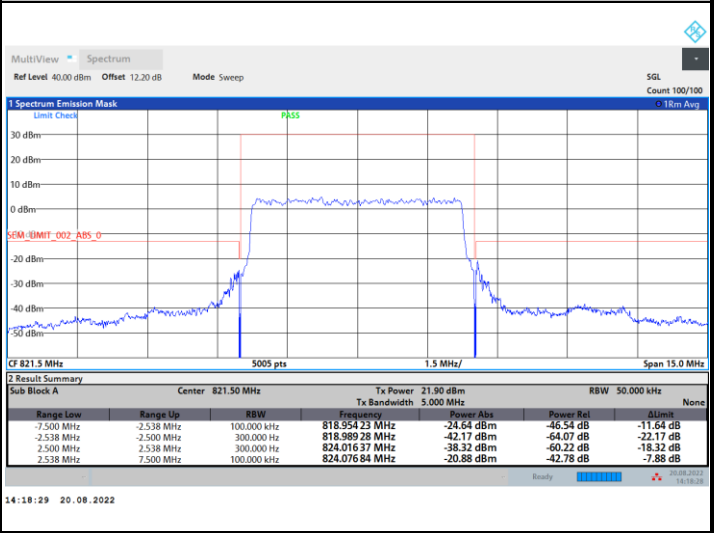 MultiView Spectrum
Ref Level 40.00 dBm Offset 12.20 dB Mode Sweep SGL
Count 100/100
1 Spectrum Emission Mask 1Rm Avg
Limit Check PASS
30 dBm
20 dBm
10 dBm
0 dBm
SEM_LIMIT_002_ABS_0
-20 dBm
-30 dBm
-40 dBm
-50 dBm
CF 821.5 MHz 5005 pts 1.5 MHz/ Span 15.0 MHz
2 Result Summary
Sub Block A Center 821.50 MHz Tx Power 21.90 dBm RBW 50.000 kHz
Tx Bandwidth 5.000 MHz None
Range Low Range Up RBW Frequency Power Abs Power Rel ΔLimit
-7.500 MHz -2.538 MHz 100.000 kHz 818.954 23 MHz -24.64 dBm -46.54 dB -11.64 dB
-2.538 MHz -2.500 MHz 300.000 Hz 818.989 28 MHz -42.17 dBm -64.07 dB -22.17 dB
2.500 MHz 2.538 MHz 300.000 Hz 824.016 37 MHz -38.32 dBm -60.22 dB -18.32 dB
2.538 MHz 7.500 MHz 100.000 kHz 824.076 84 MHz -20.88 dBm -42.78 dB -7.88 dB
Ready 20.08.2022
14:18:28
14:18:29 20.08.2022